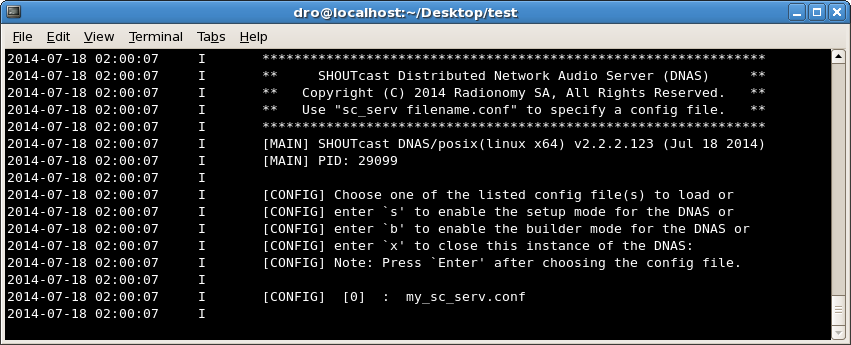 dro@localhost:~/Desktop/test
File Edit View Terminal Tabs Help
2014-07-18 02:00:07 I ***************************************************************
2014-07-18 02:00:07 I ** SHOUTcast Distributed Network Audio Server (DNAS) **
2014-07-18 02:00:07 I ** Copyright (C) 2014 Radionomy SA, All Rights Reserved. **
2014-07-18 02:00:07 I ** Use "sc_serv filename.conf" to specify a config file. **
2014-07-18 02:00:07 I ***************************************************************
2014-07-18 02:00:07 I [MAIN] SHOUTcast DNAS/posix(linux x64) v2.2.2.123 (Jul 18 2014)
2014-07-18 02:00:07 I [MAIN] PID: 29099
2014-07-18 02:00:07 I
2014-07-18 02:00:07 I [CONFIG] Choose one of the listed config file(s) to load or
2014-07-18 02:00:07 I [CONFIG] enter `s' to enable the setup mode for the DNAS or
2014-07-18 02:00:07 I [CONFIG] enter `b' to enable the builder mode for the DNAS or
2014-07-18 02:00:07 I [CONFIG] enter `x' to close this instance of the DNAS:
2014-07-18 02:00:07 I [CONFIG] Note: Press `Enter' after choosing the config file.
2014-07-18 02:00:07 I
2014-07-18 02:00:07 I [CONFIG] [0] : my_sc_serv.conf
2014-07-18 02:00:07 I